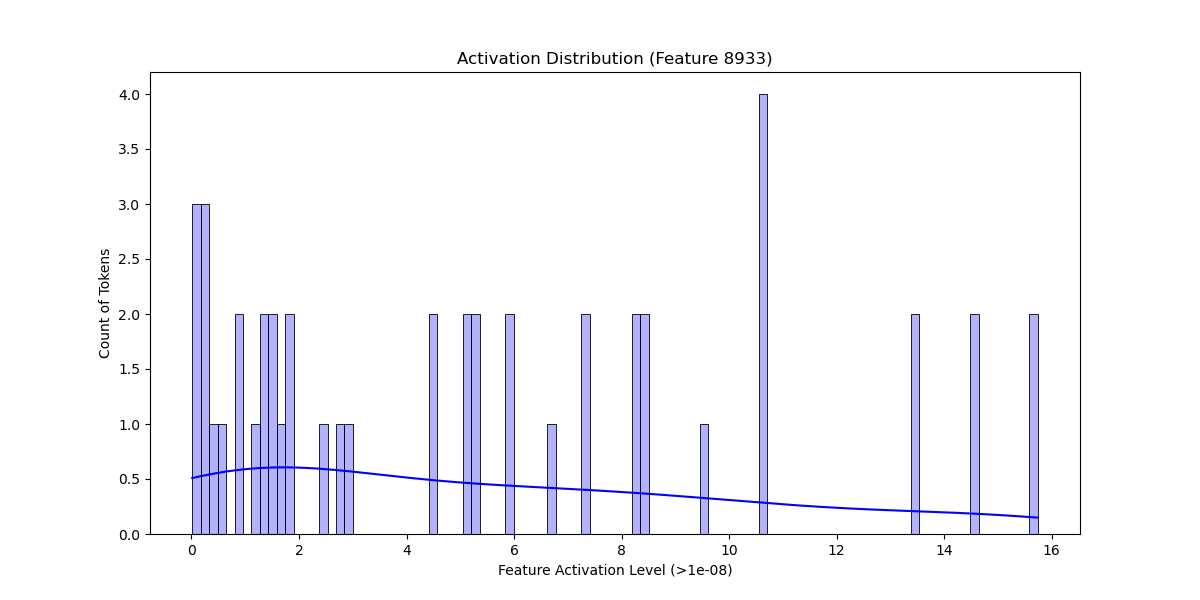 Activation Distribution (Feature 8933)
4.0
3.5
3.0
2.5
2.0
1.5
1.0
0.5
0.0
Count of Tokens
0 2 4 6 8 10 12 14 16
Feature Activation Level (>1e-08)